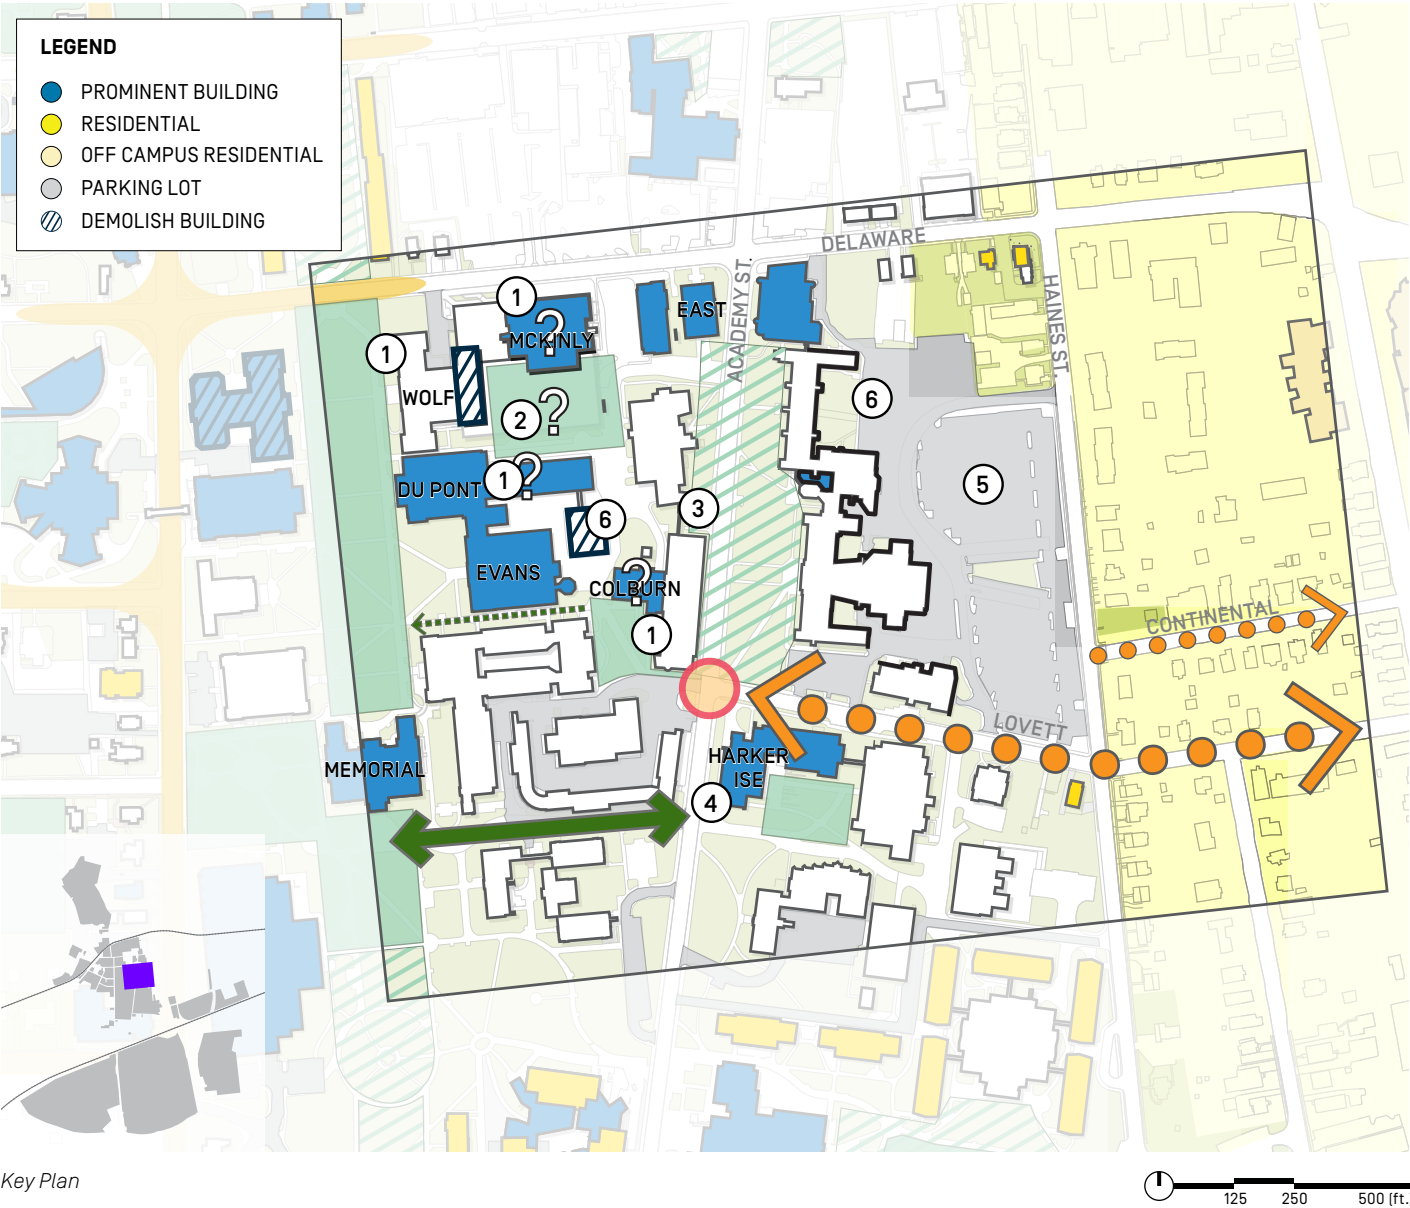 LEGEND
PROMINENT BUILDING
RESIDENTIAL
OFF CAMPUS RESIDENTIAL
PARKING LOT
DEMOLISH BUILDING
DELAWARE
ACADEMY ST.
HAINES ST.
EAST
1
?
MCKINLY
1
WOLF
2
?
6
5
DU PONT
1
?
3
6
EVANS
?
COLBURN
1
CONTINENTAL
LOVETT
MEMORIAL
HARKER
ISE
4
Key Plan
125
250
500 (ft.